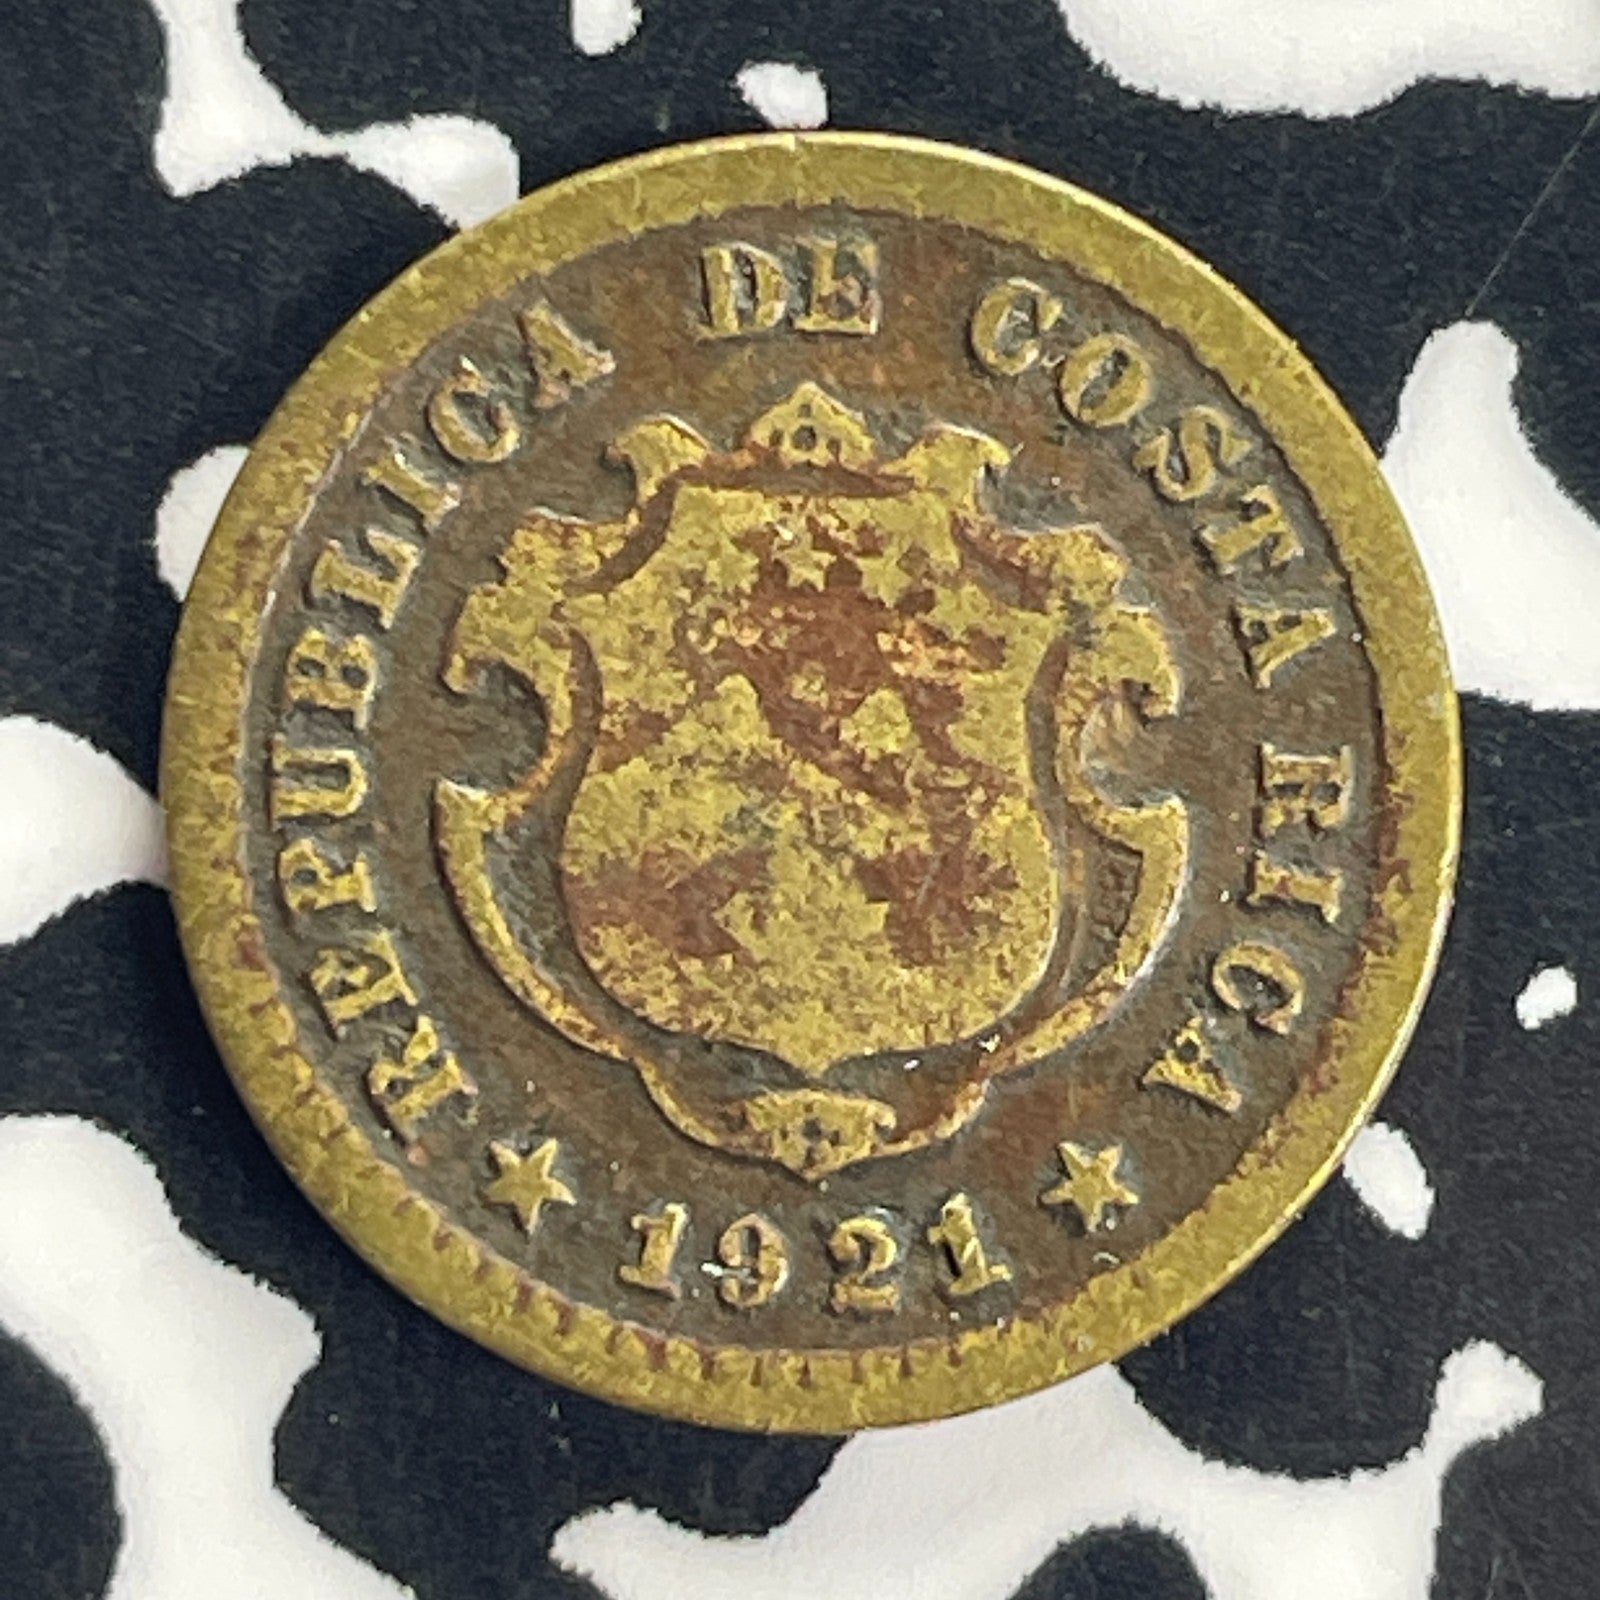 REPUBLICA DE COSTA RICA
1921